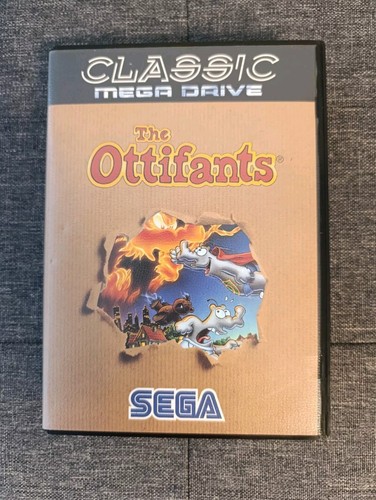 CLASSIC
MEGA DRIVE
The
Ottifants®
SEGA